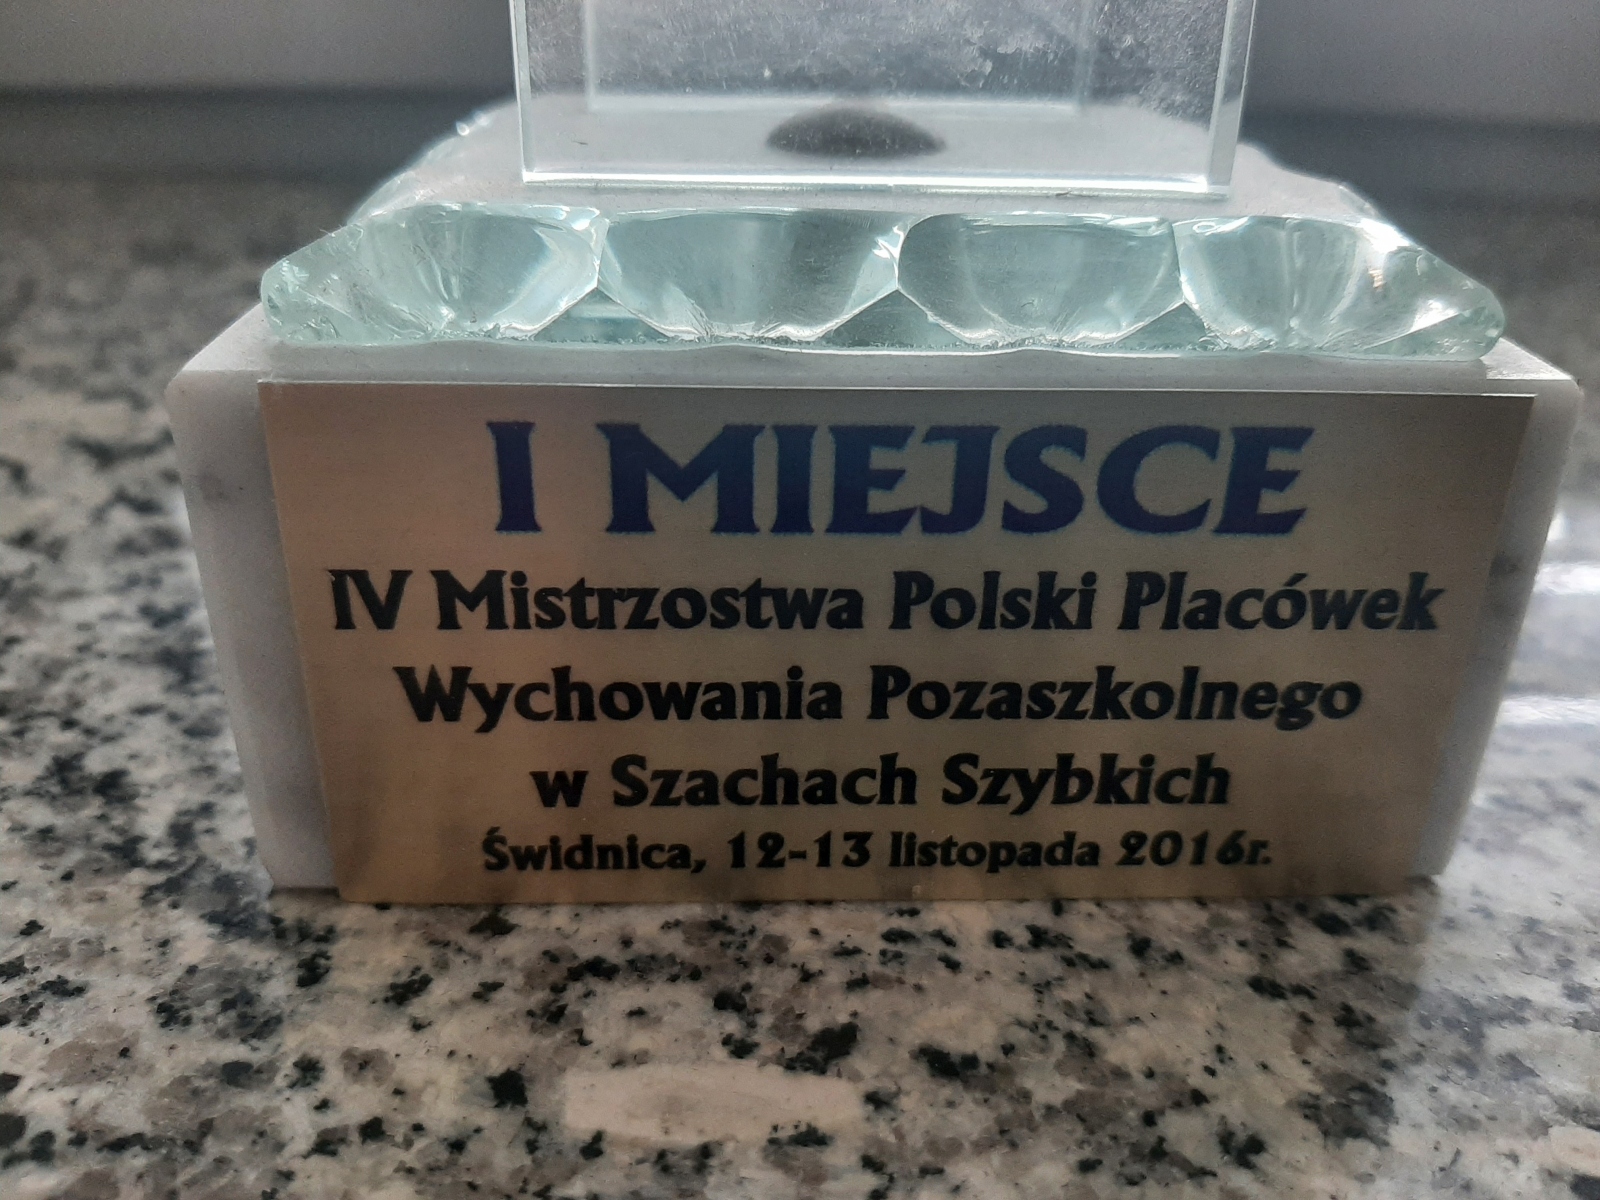 I MIEJSCE
IV Mistrzostwa Polski Placówek
Wychowania Pozaszkolnego
w Szachach Szybkich
Świdnica, 12-13 listopada 2016r.